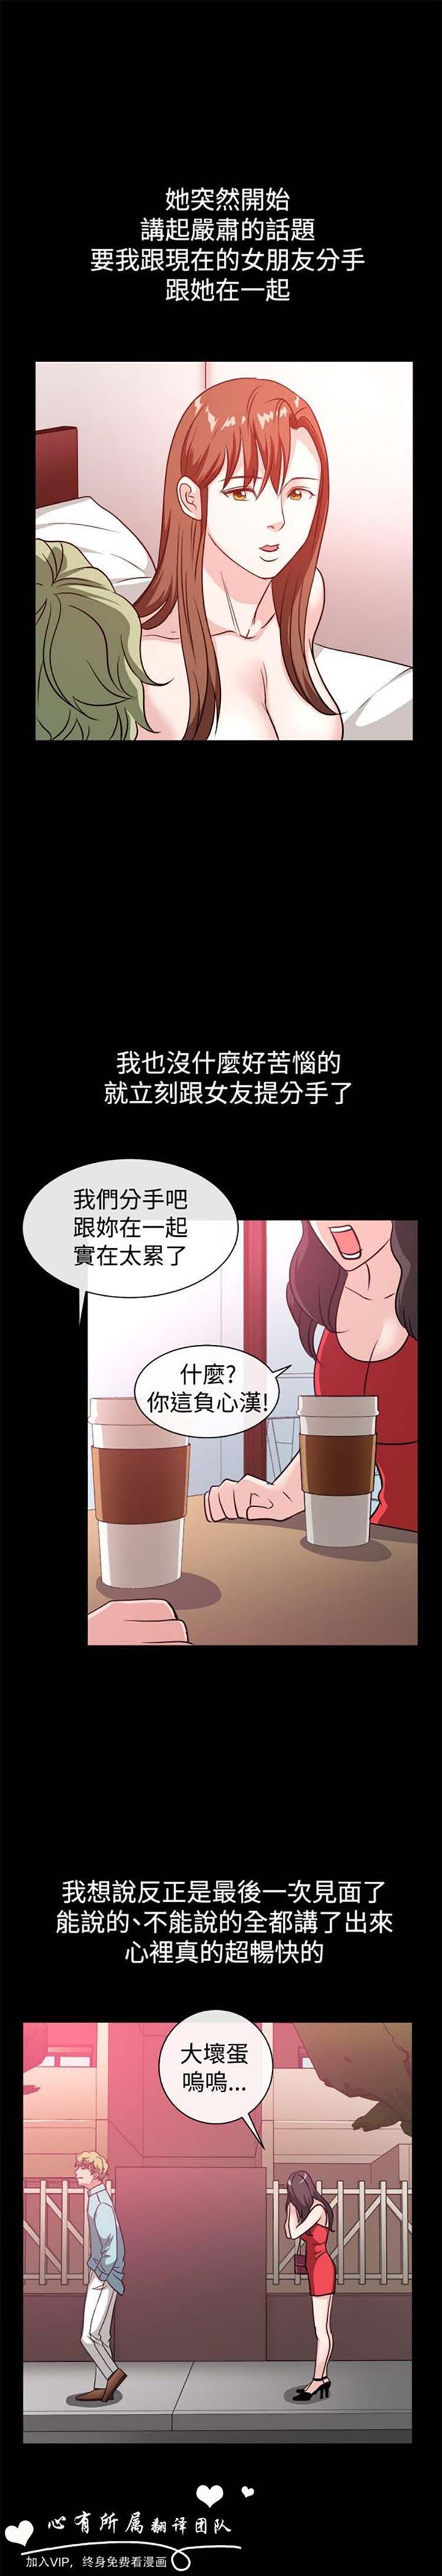 她突然開始
講起嚴肅的話題
要我跟現在的女朋友分手
跟她在一起
我也沒什麼好苦惱的
就立刻跟女友提分手了
我們分手吧
跟妳在一起
實在太累了
什麼?
你這負心漢!
我想說反正是最後一次見面了
能說的、不能說的全都講了出來
心裡真的超暢快的
大壞蛋
嗚嗚...
心有所属翻译团队
加入VIP，终身免费看漫画